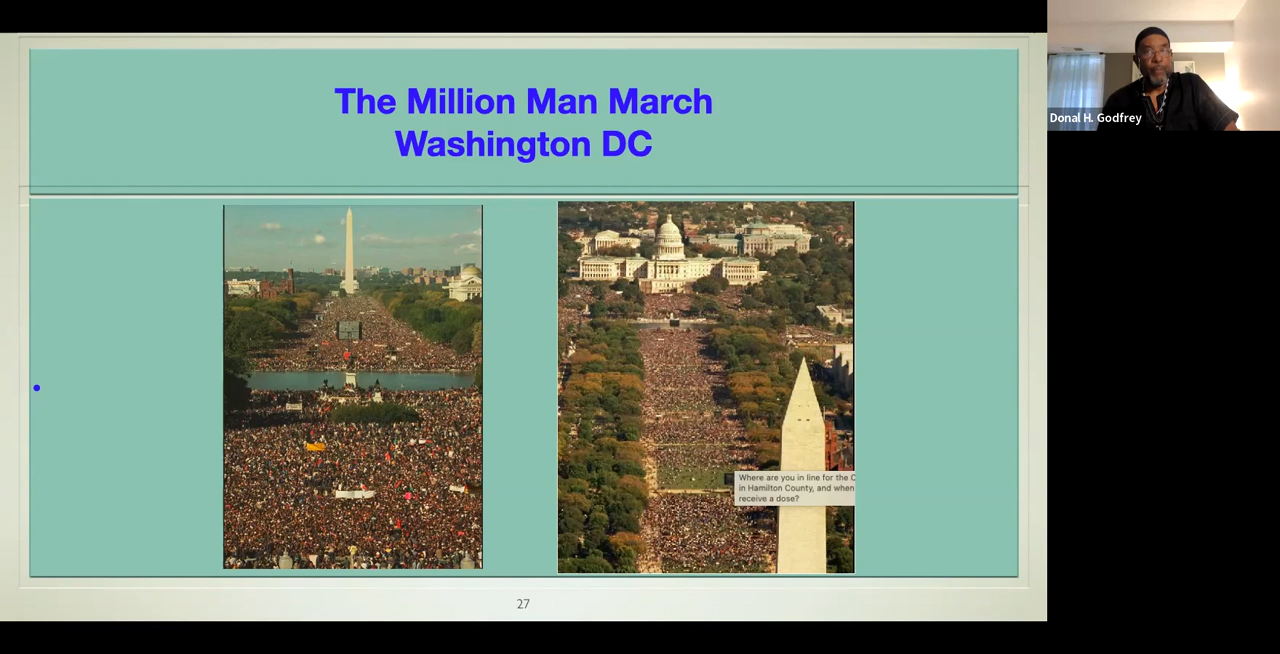 The Million Man March
Washington DC
Where are you in line for the C
in Hamilton County, and when
receive a dose?
27
Donal H. Godfrey